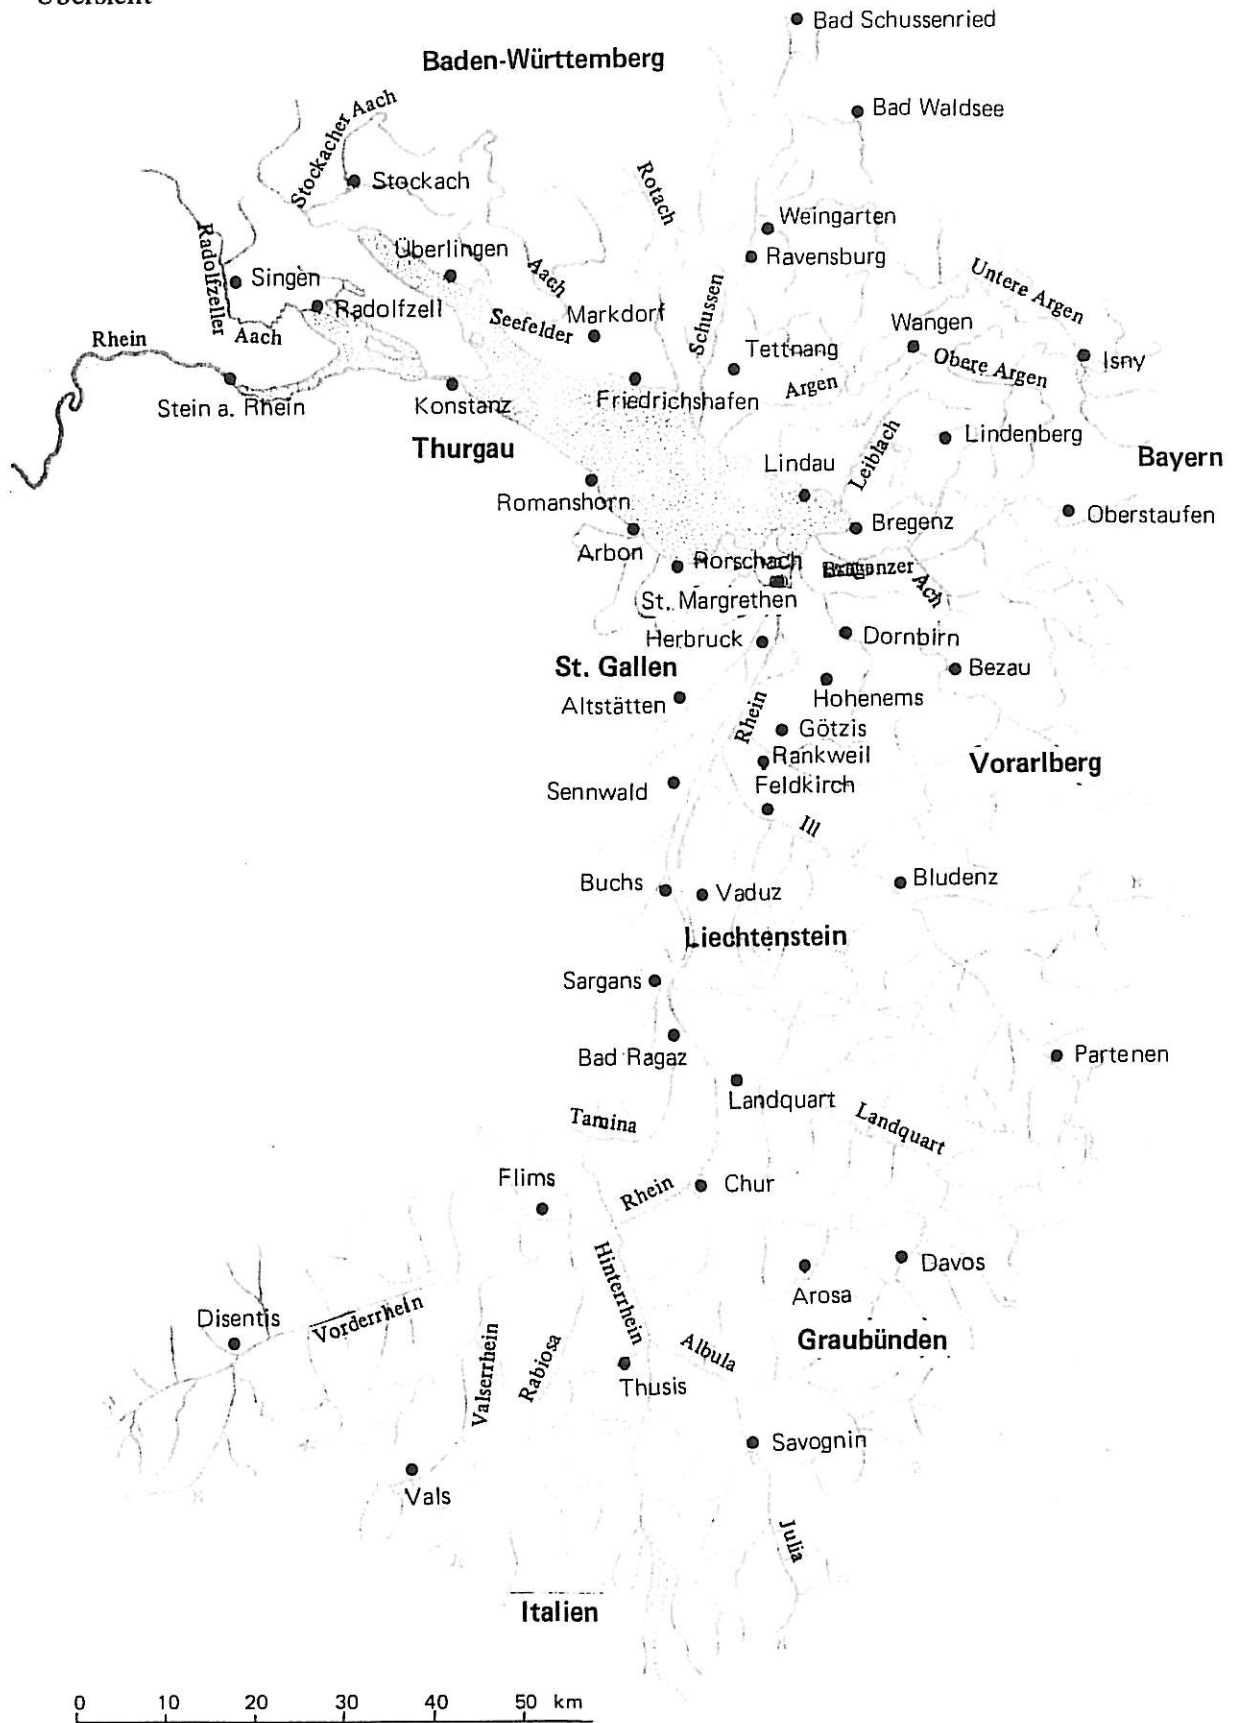 Übersicht
Bad Schussenried
Baden-Württemberg
Bad Waldsee
Stockacher Aach
Stockach
Rotach
Weingarten
Ravensburg
Überlingen
Radolfzeller
Aach
Singen
Radolfzell
Aach
Seefelder
Markdorf
Schussen
Untere Argen
Wangen
Obere Argen
Isny
Tettnang
Argen
Rhein
Stein a. Rhein
Konstanz
Friedrichshafen
Thurgau
Leiblach
Lindenberg
Bayern
Lindau
Romanshorn
Oberstaufen
Bregenz
Arbon
Rorschach
Ach
St. Margrethen
Herbruck
Dornbirn
St. Gallen
Bezau
Altstätten
Hohenems
Rhein
Götzis
Rankweil
Vorarlberg
Sennwald
Feldkirch
Ill
Buchs
Vaduz
Bludenz
Liechtenstein
Sargans
Bad Ragaz
Partenen
Landquart
Landquart
Tamina
Flims
Rhein
Chur
Hinterrhein
Davos
Arosa
Disentis
Vorderrhein
Valserrhein
Rabiosa
Albula
Graubünden
Thusis
Savognin
Vals
Julia
Italien
0 10 20 30 40 50 km